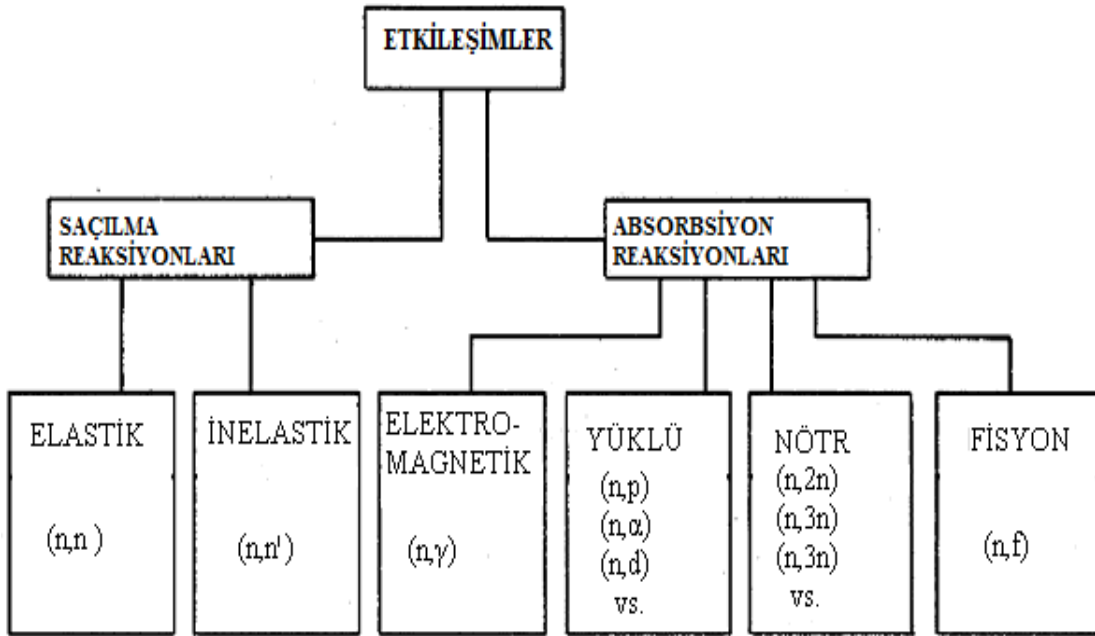 ETKİLEŞİMLER
SAÇILMA
REAKSİYONLARI
ABSORBSİYON
REAKSİYONLARI
ELASTİK
(n,n )
İNELASTİK
(n,n')
ELEKTRO-
MAGNETİK
(n,γ)
YÜKLÜ
(n,p)
(n,α)
(n,d)
vs.
NÖTR
(n,2n)
(n,3n)
(n,3n)
vs.
FİSYON
(n,f)